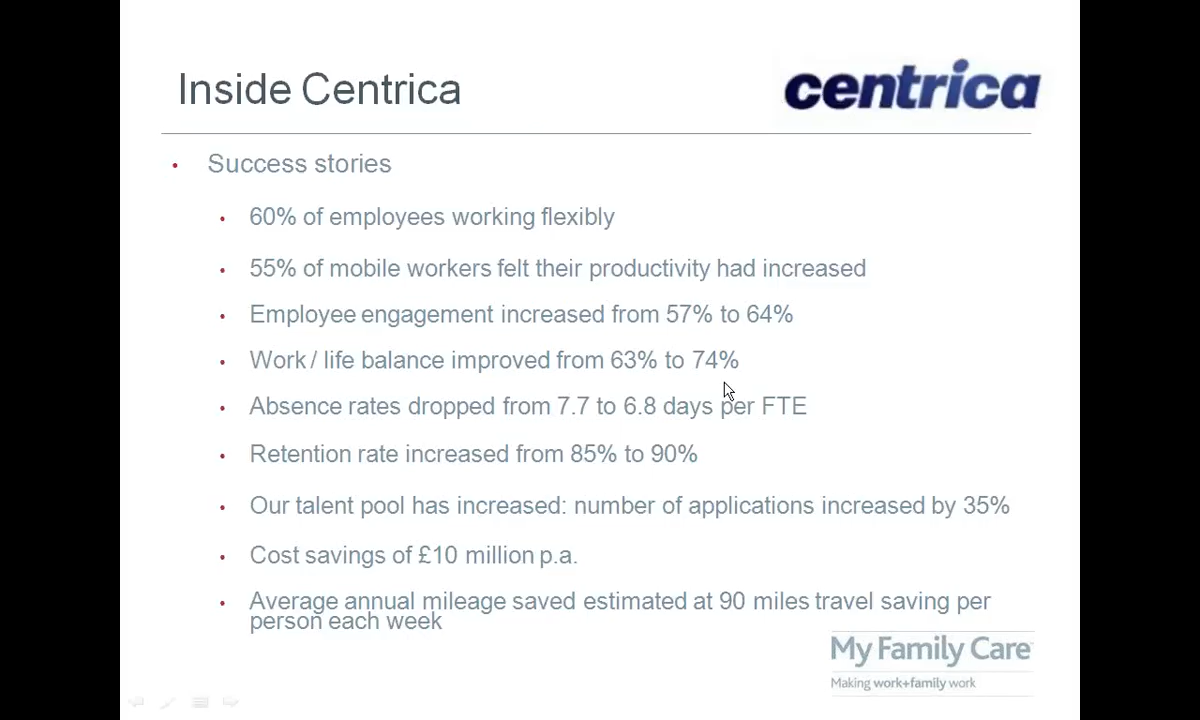 Inside Centrica
centrica
Success stories
60% of employees working flexibly
55% of mobile workers felt their productivity had increased
Employee engagement increased from 57% to 64%
Work / life balance improved from 63% to 74%
Absence rates dropped from 7.7 to 6.8 days per FTE
Retention rate increased from 85% to 90%
Our talent pool has increased: number of applications increased by 35%
Cost savings of £10 million p.a.
Average annual mileage saved estimated at 90 miles travel saving per
person each week
My Family Care
Making work+family work